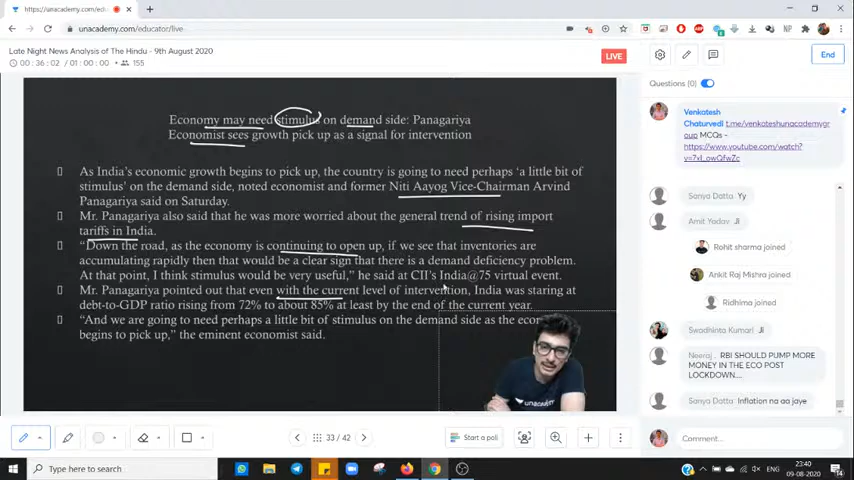 https://unacademy.com/educator/live
unacademy.com/educator/live
NP
Late Night News Analysis of The Hindu - 9th August 2020
00 : 36 : 02 / 01 : 00 : 00 • 155
LIVE
End
Questions (0)
Economy may need stimulus on demand side: Panagariya
Economist sees growth pick up as a signal for intervention
As India's economic growth begins to pick up, the country is going to need perhaps 'a little bit of
stimulus' on the demand side, noted economist and former Niti Aayog Vice-Chairman Arvind
Panagariya said on Saturday.
Mr. Panagariya also said that he was more worried about the general trend of rising import
tariffs in India.
"Down the road, as the economy is continuing to open up, if we see that inventories are
accumulating rapidly then that would be a clear sign that there is a demand deficiency problem.
At that point, I think stimulus would be very useful," he said at CII's India@75 virtual event.
Mr. Panagariya pointed out that even with the current level of intervention, India was staring at
debt-to-GDP ratio rising from 72% to about 85% at least by the end of the current year.
"And we are going to need perhaps a little bit of stimulus on the demand side as the
begins to pick up," the eminent economist said.
unacademy
Venkatesh
Chaturvedi t.me/venkateshunacademygr
oup MCQs -
https://www.youtube.com/watc
h?v=7xI_owQfwZc
Sanya Datta Yy
Amit Yadav Ji
Rohit sharma joined
Ankit Raj Mishra joined
Ridhima joined
Swadhinta Kumari Ji
Neeraj . RBI SHOULD PUMP MORE
MONEY IN THE ECO POST
LOCKDOWN....
Sanya Datta Inflation na aa jaye
33 / 42
Start a poll
Comment...
Type here to search
ENG
23:40
09-08-2020